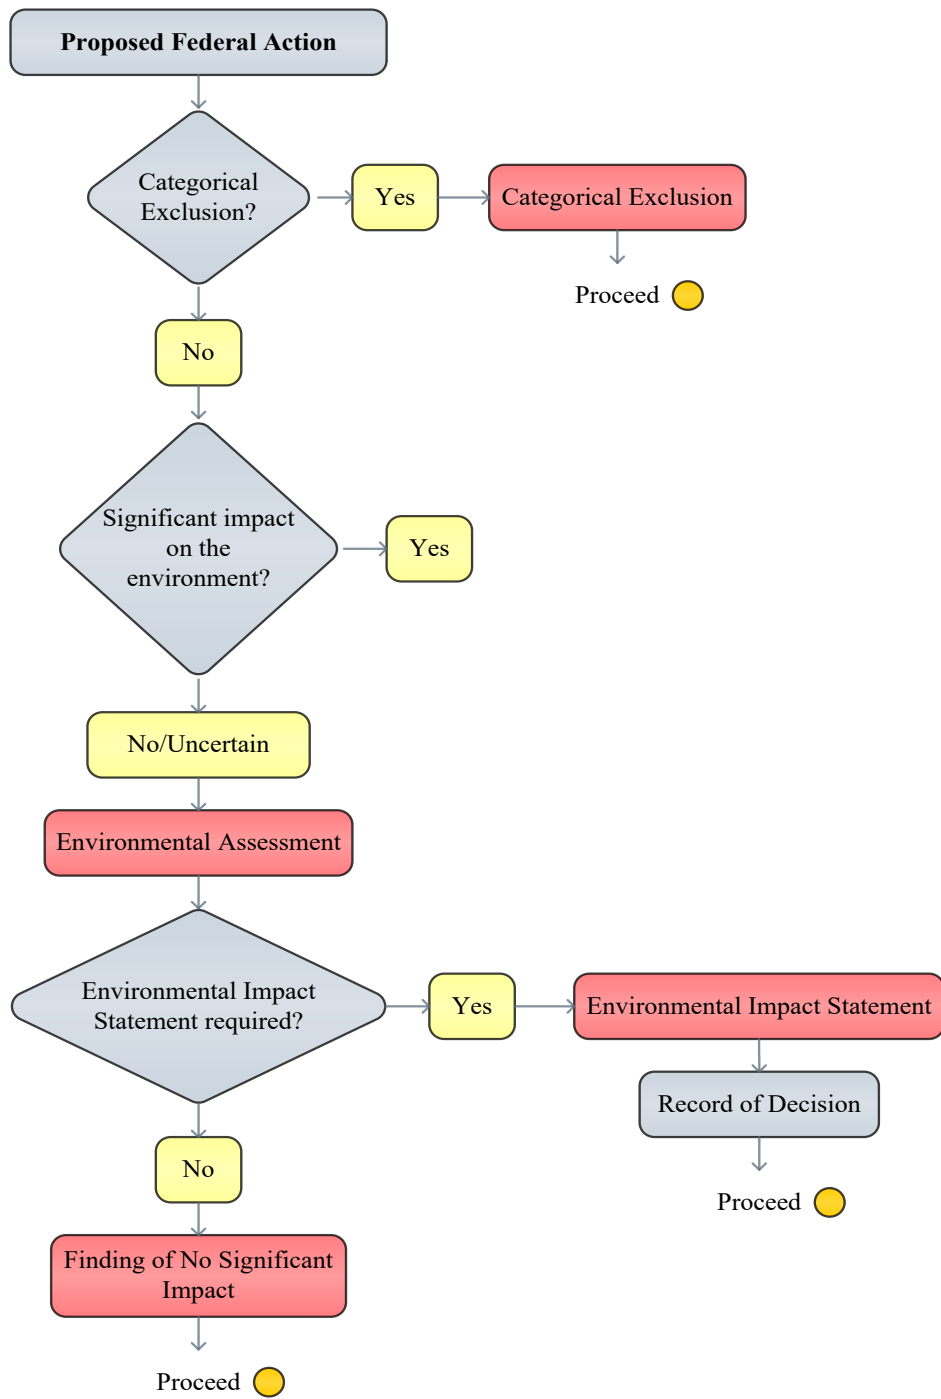 Proposed Federal Action
Categorical
Exclusion?
Yes
Categorical Exclusion
Proceed
No
Significant impact
on the
environment?
Yes
No/Uncertain
Environmental Assessment
Environmental Impact
Statement required?
Yes
Environmental Impact Statement
Record of Decision
Proceed
No
Finding of No Significant
Impact
Proceed